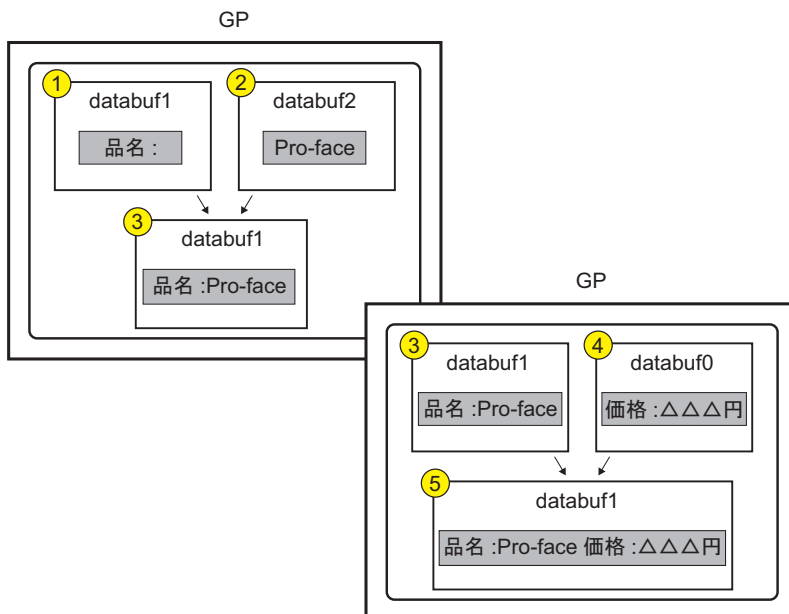 GP
1
databuf1
品名 :
2
databuf2
Pro-face
3
databuf1
品名 :Pro-face
GP
3
databuf1
品名 :Pro-face
4
databuf0
価格 :△△△円
5
databuf1
品名 :Pro-face 価格 :△△△円